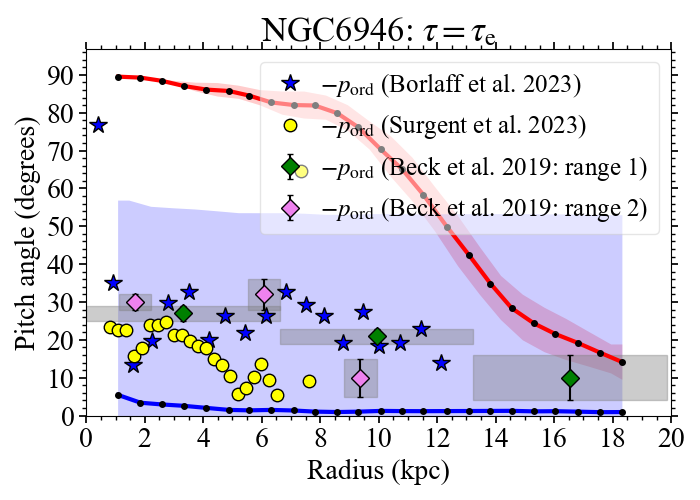 NGC6946: τ = τe
−pord (Borlaff et al. 2023)
−pord (Surgent et al. 2023)
−pord (Beck et al. 2019: range 1)
−pord (Beck et al. 2019: range 2)
Pitch angle (degrees)
90
80
70
60
50
40
30
20
10
0
0 2 4 6 8 10 12 14 16 18 20
Radius (kpc)